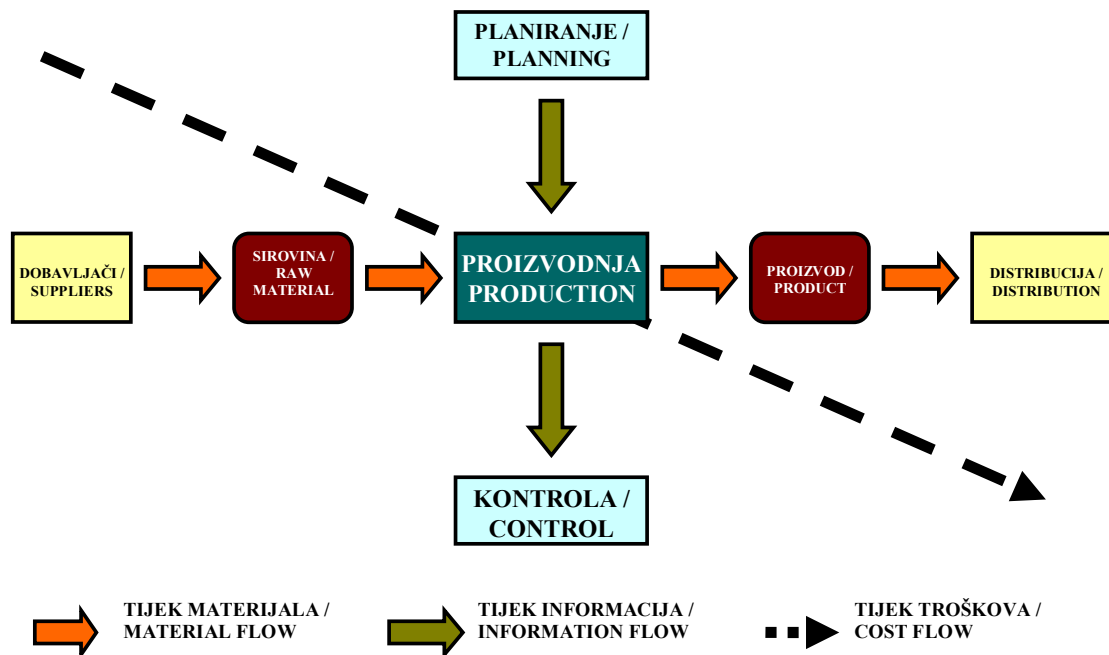 PLANIRANJE /
PLANNING
DOBAVLJAČI /
SUPPLIERS
SIROVINA /
RAW
MATERIAL
PROIZVODNJA
PRODUCTION
PROIZVOD /
PRODUCT
DISTRIBUCIJA /
DISTRIBUTION
KONTROLA /
CONTROL
TIJEK MATERIJALA /
MATERIAL FLOW
TIJEK INFORMACIJA /
INFORMATION FLOW
TIJEK TROŠKOVA /
COST FLOW